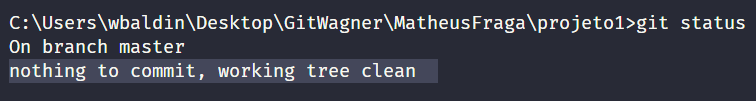 C:\Users\wbaldin\Desktop\GitWagner\MatheusFraga\projeto1>git status
On branch master
nothing to commit, working tree clean